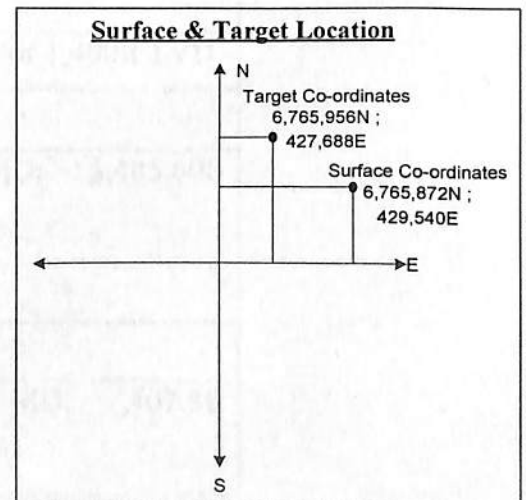 Surface & Target Location
N
Target Co-ordinates
6,765,956N ;
427,688E
Surface Co-ordinates
6,765,872N ;
429,540E
E
S